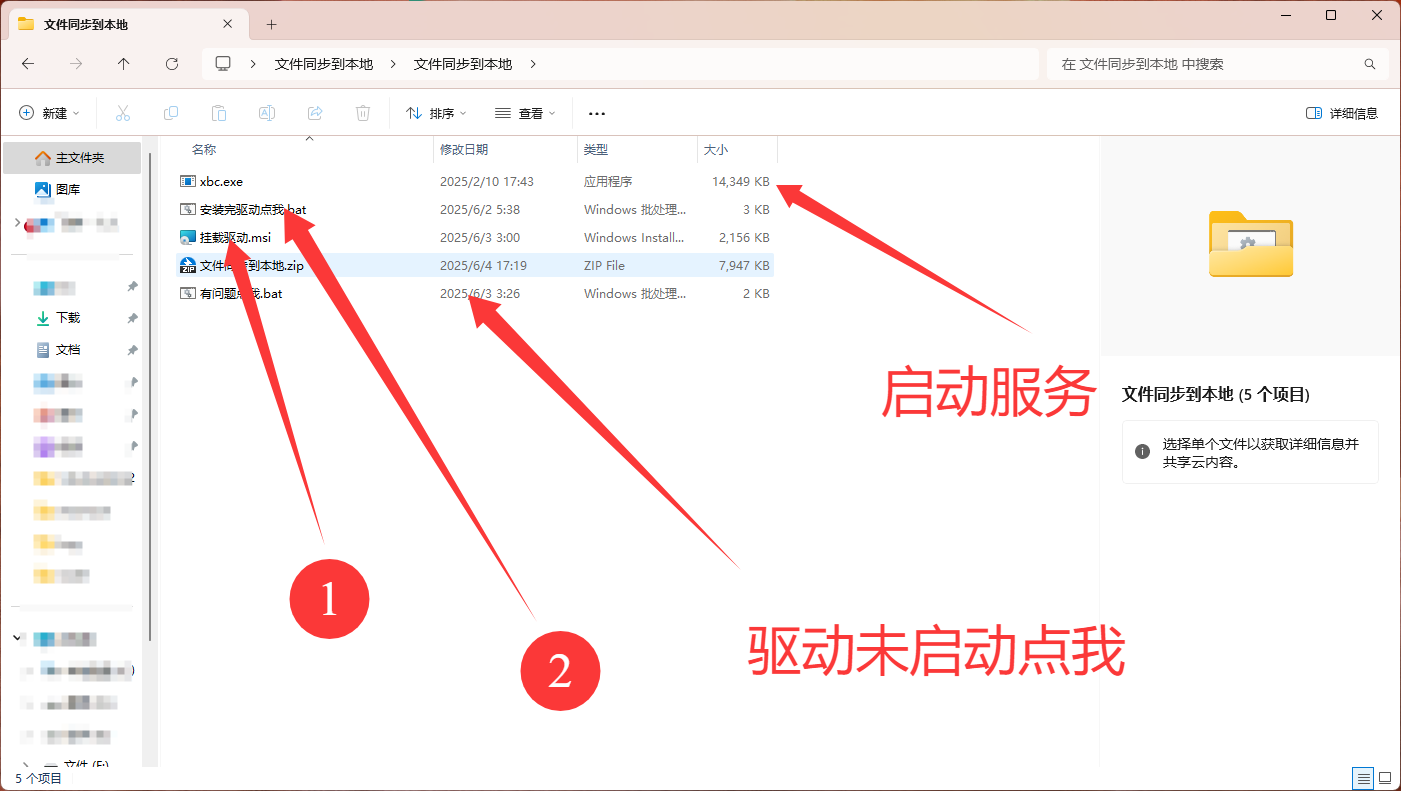 文件同步到本地
文件同步到本地 文件同步到本地
在 文件同步到本地 中搜索
新建 排序 查看 详细信息
主文件夹
图库
下载
文档
名称 修改日期 类型 大小
xbc.exe 2025/2/10 17:43 应用程序 14,349 KB
安装完驱动点我.bat 2025/6/2 5:38 Windows 批处理... 3 KB
挂载驱动.msi 2025/6/3 3:00 Windows Install... 2,156 KB
文件同步到本地.zip 2025/6/4 17:19 ZIP File 7,947 KB
有问题点我.bat 2025/6/3 3:26 Windows 批处理... 2 KB
启动服务
文件同步到本地 (5 个项目)
选择单个文件以获取详细信息并
共享云内容。
1
2
驱动未启动点我
文件 (F:)
5 个项目